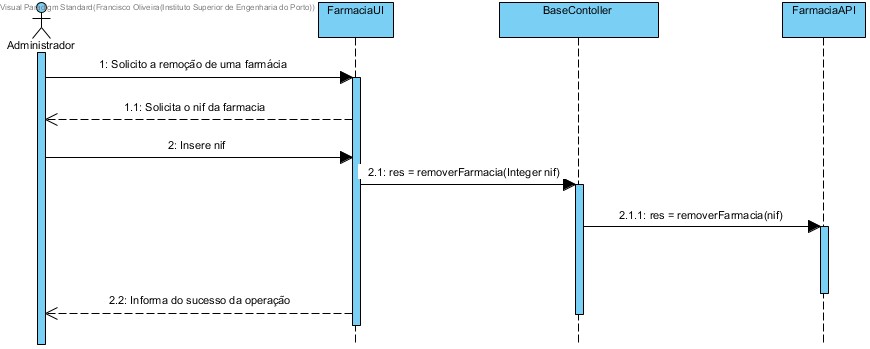 Visual Paradigm Standard(Francisco Oliveira(Instituto Superior de Engenharia do Porto))
FarmaciaUI
BaseContoller
FarmaciaAPI
Administrador
1: Solicito a remoção de uma farmácia
1.1: Solicita o nif da farmacia
2: Insere nif
2.1: res = removerFarmacia(Integer nif)
2.1.1: res = removerFarmacia(nif)
2.2: Informa do sucesso da operação